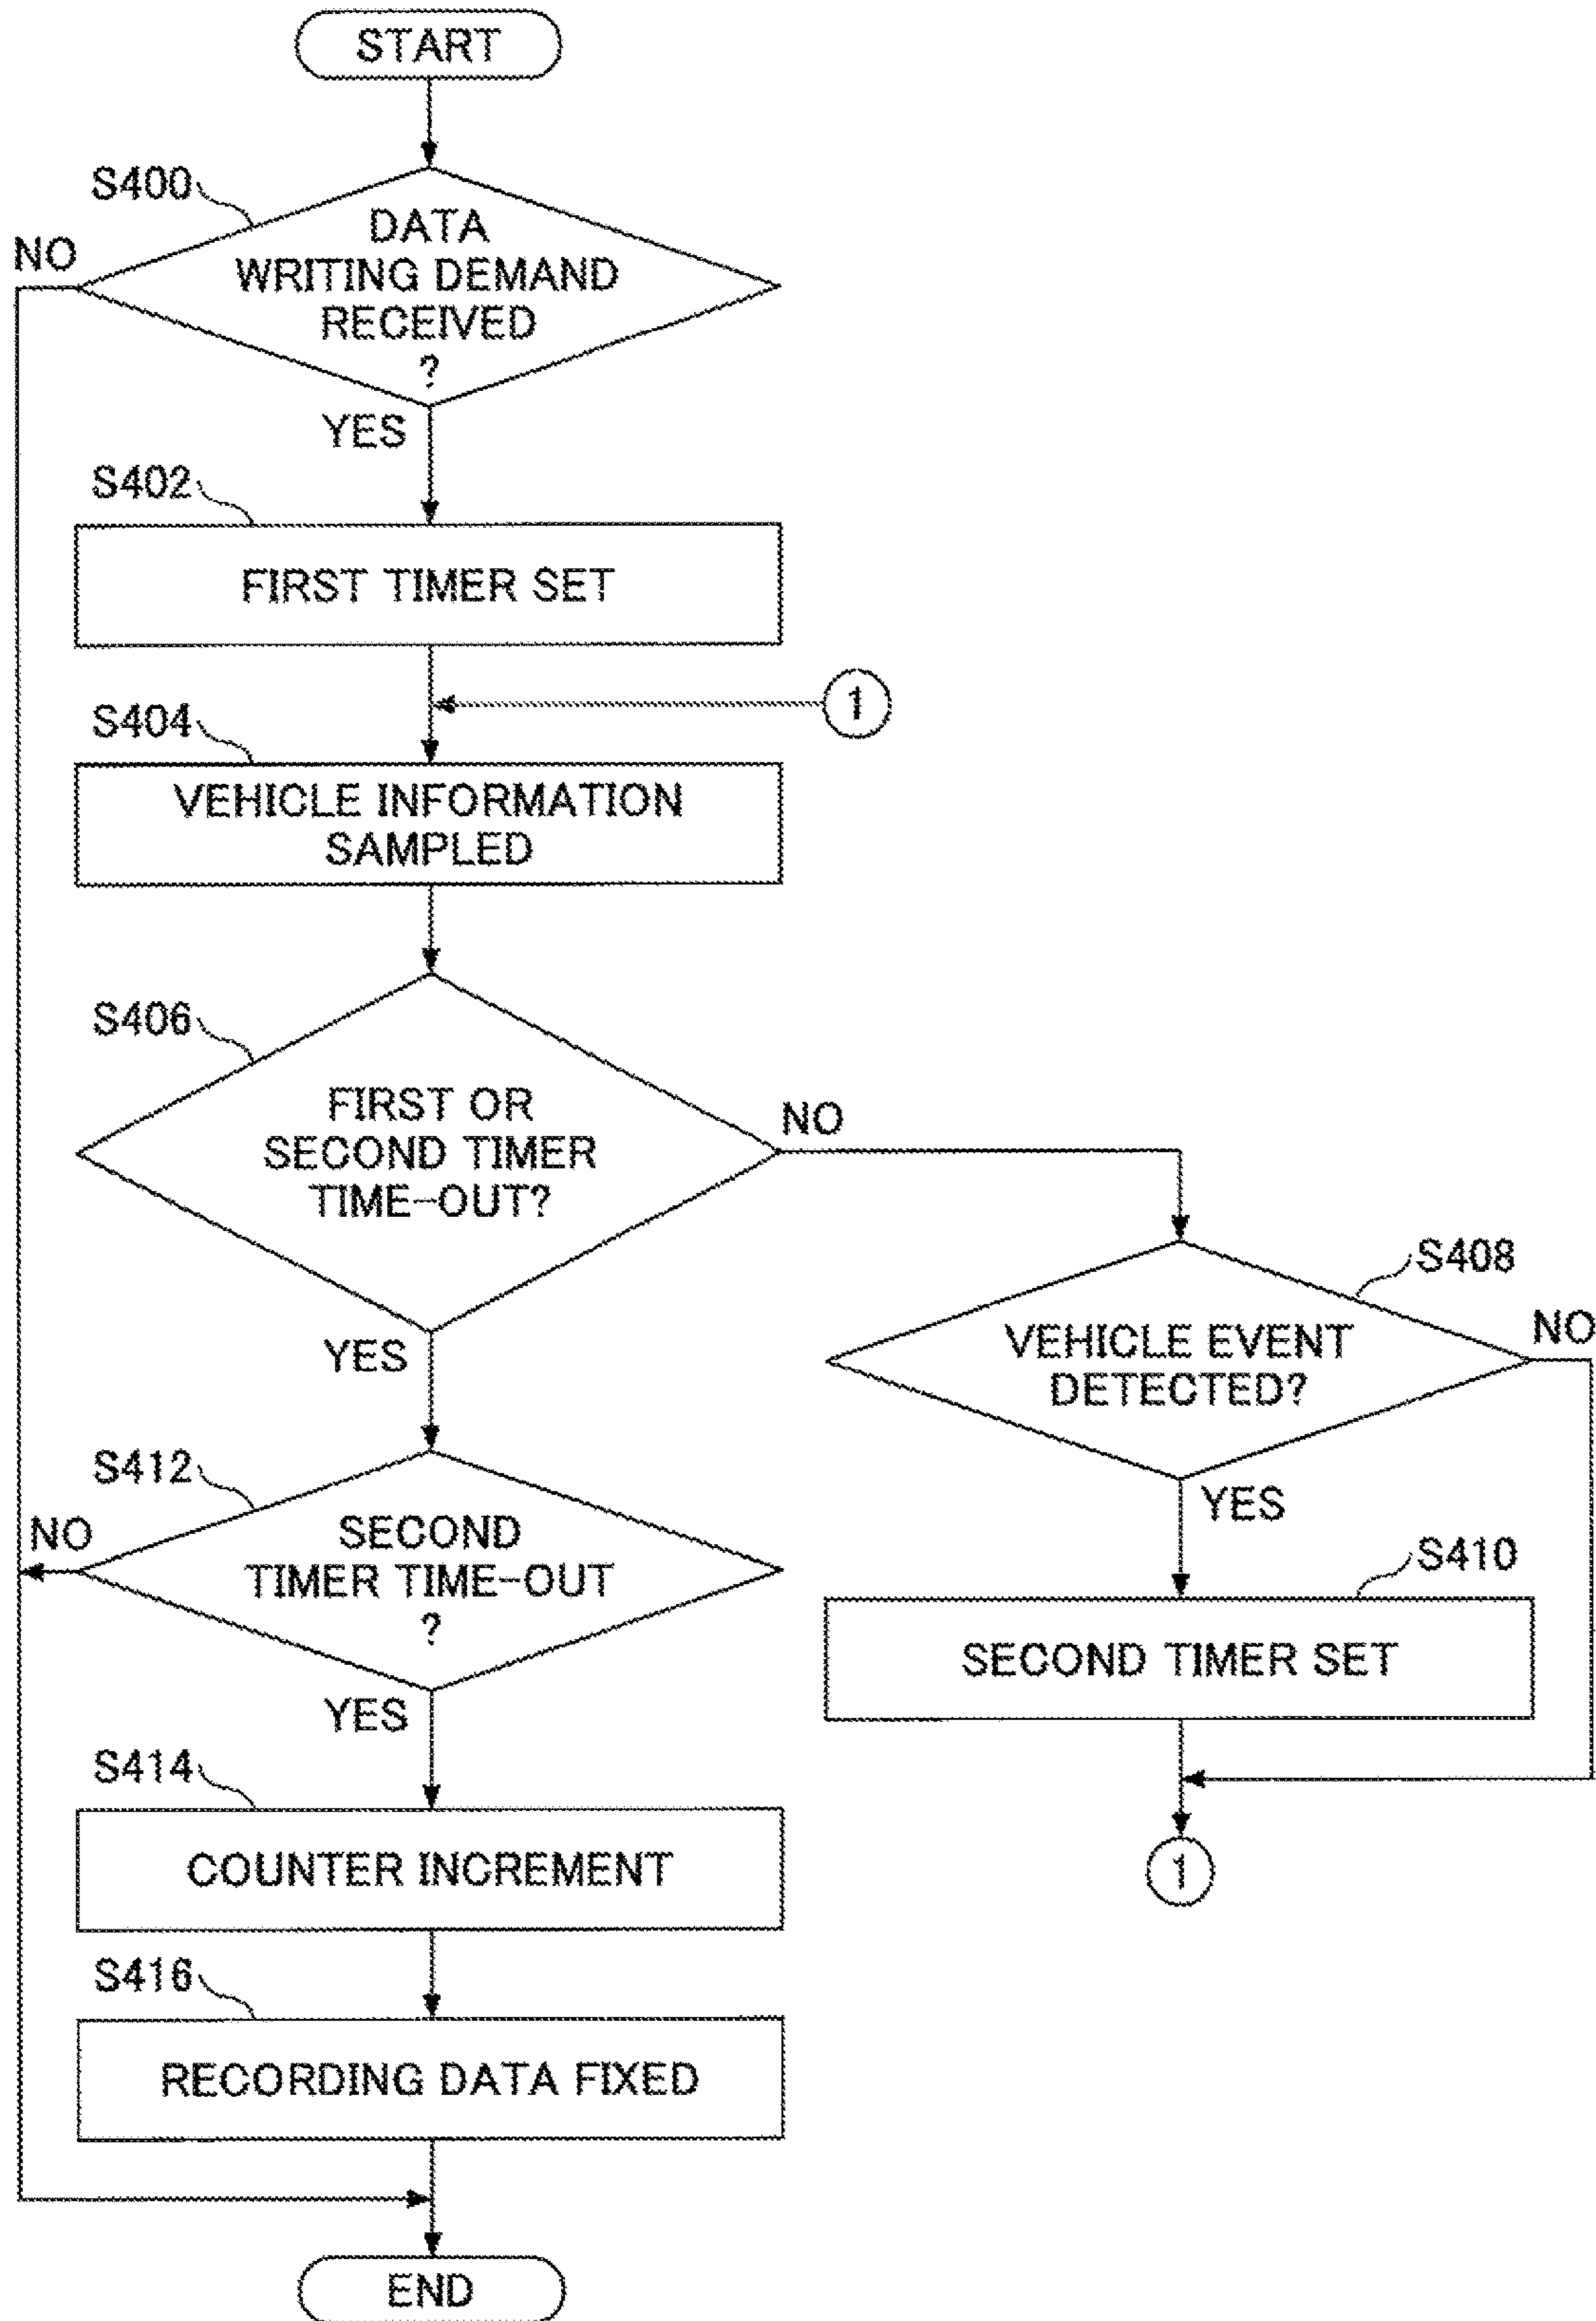 START
S400
NO
DATA
WRITING DEMAND
RECEIVED
?
YES
S402
FIRST TIMER SET
1
S404
VEHICLE INFORMATION
SAMPLED
S406
FIRST OR
SECOND TIMER
TIME-OUT?
NO
YES
S408
VEHICLE EVENT
DETECTED?
NO
YES
S410
SECOND TIMER SET
1
S412
NO
SECOND
TIMER TIME-OUT
?
YES
S414
COUNTER INCREMENT
S416
RECORDING DATA FIXED
END